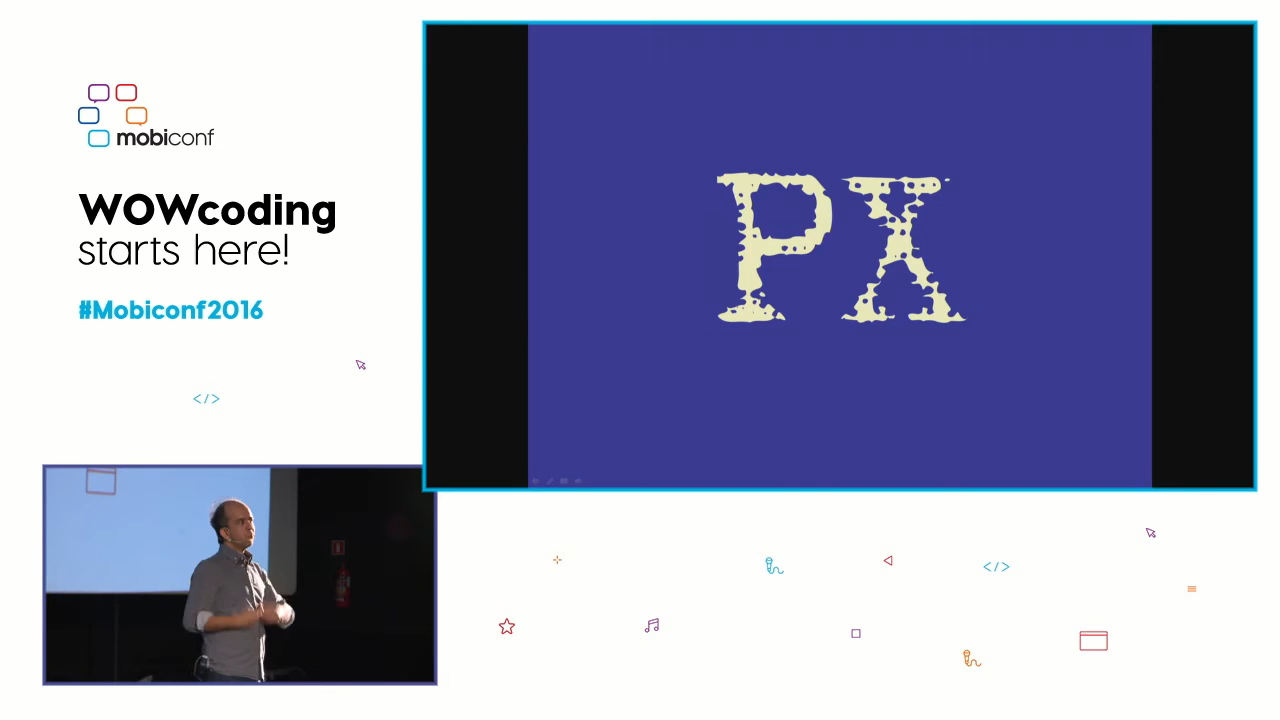 mobiconf
WOWcoding
starts here!
#Mobiconf2016
</>
PX
</>